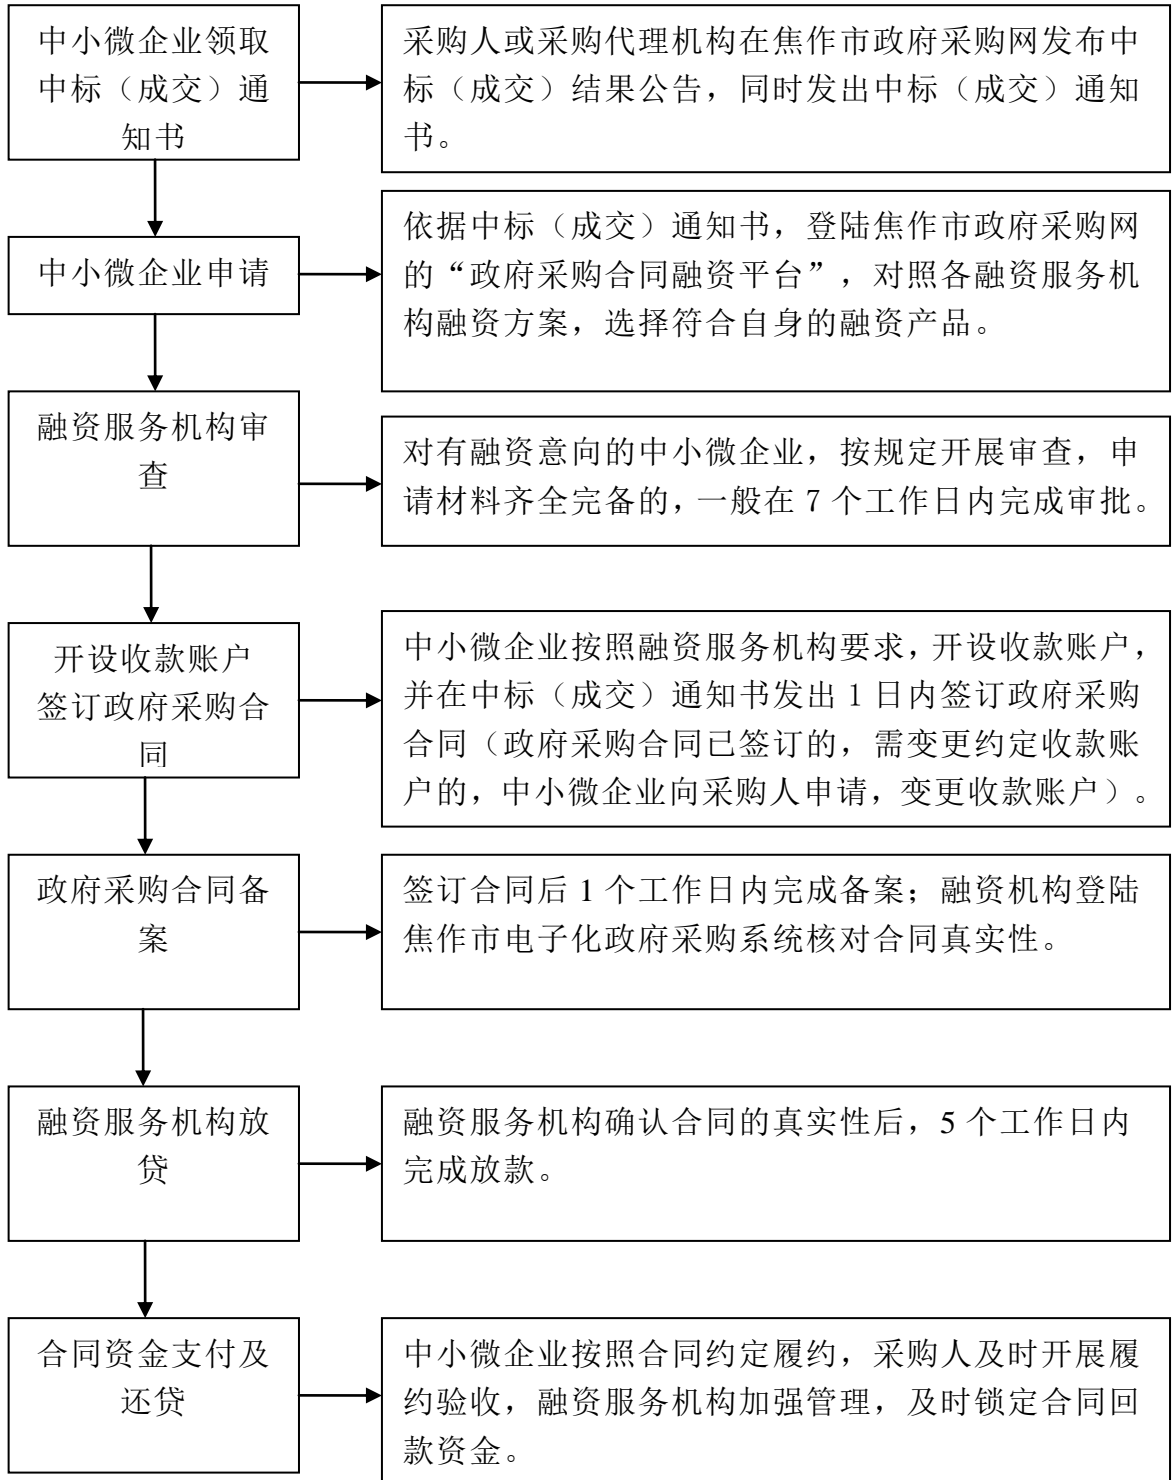 中小微企业领取
中标（成交）通
知书
采购人或采购代理机构在焦作市政府采购网发布中
标（成交）结果公告，同时发出中标（成交）通知
书。
中小微企业申请
依据中标（成交）通知书，登陆焦作市政府采购网
的“政府采购合同融资平台”，对照各融资服务机
构融资方案，选择符合自身的融资产品。
融资服务机构审
查
对有融资意向的中小微企业，按规定开展审查，申
请材料齐全完备的，一般在 7 个工作日内完成审批。
开设收款账户
签订政府采购合
同
中小微企业按照融资服务机构要求，开设收款账户，
并在中标（成交）通知书发出 1 日内签订政府采购
合同（政府采购合同已签订的，需变更约定收款账
户的，中小微企业向采购人申请，变更收款账户）。
政府采购合同备
案
签订合同后 1 个工作日内完成备案；融资机构登陆
焦作市电子化政府采购系统核对合同真实性。
融资服务机构放
贷
融资服务机构确认合同的真实性后，5 个工作日内
完成放款。
合同资金支付及
还贷
中小微企业按照合同约定履约，采购人及时开展履
约验收，融资服务机构加强管理，及时锁定合同回
款资金。